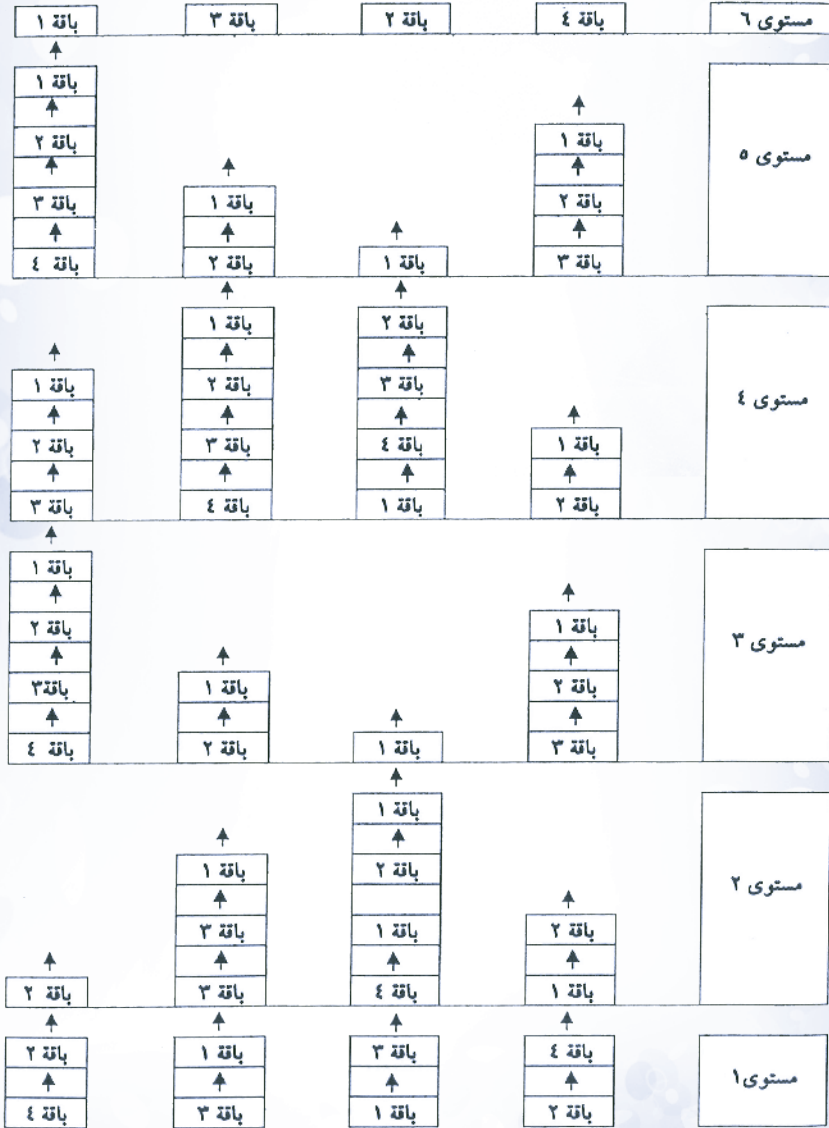 مستوى ٦ باقة ٤ باقة ٢ باقة ٣ باقة ١
باقة ١
مستوى ٥ باقة ١ باقة ٢
باقة ١ باقة ٢ باقة ٣
باقة ٣ باقة ١ باقة ٢ باقة ٤
باقة ٢ باقة ١
مستوى ٤ باقة ٣ باقة ٢ باقة ١
باقة ١ باقة ٤ باقة ٣ باقة ٢
باقة ٢ باقة ١ باقة ٤ باقة ٣
باقة ١
مستوى ٣ باقة ١ باقة ٢
باقة ٢ باقة ١ باقة٣
باقة ٣ باقة ١ باقة ٢ باقة ٤
باقة ١
مستوى ٢ باقة ٢ باقة ١
باقة ٢ باقة ١ باقة ٣
باقة ١ باقة ٤ باقة ٣ باقة ٢
مستوى١ باقة ٤ باقة ٣ باقة ١ باقة ٢
باقة ٢ باقة ١ باقة ٣ باقة ٤